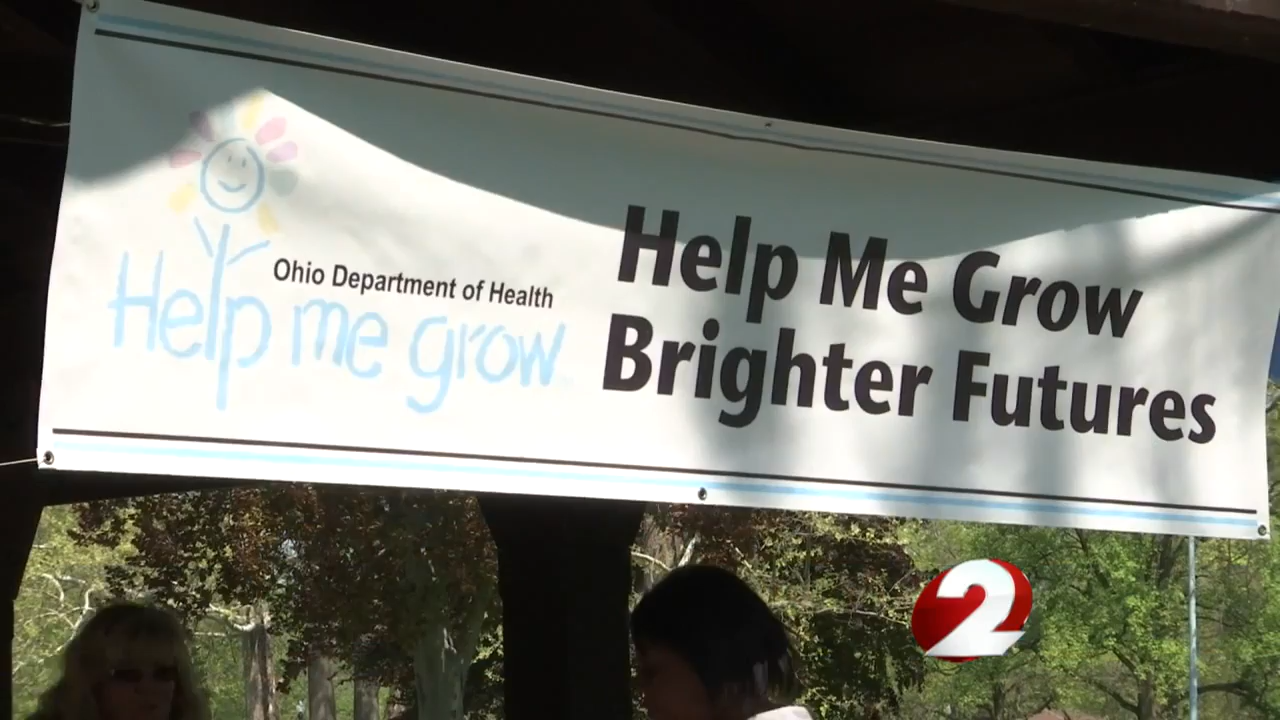 Ohio Department of Health
Help me grow
Help Me Grow
Brighter Futures
2